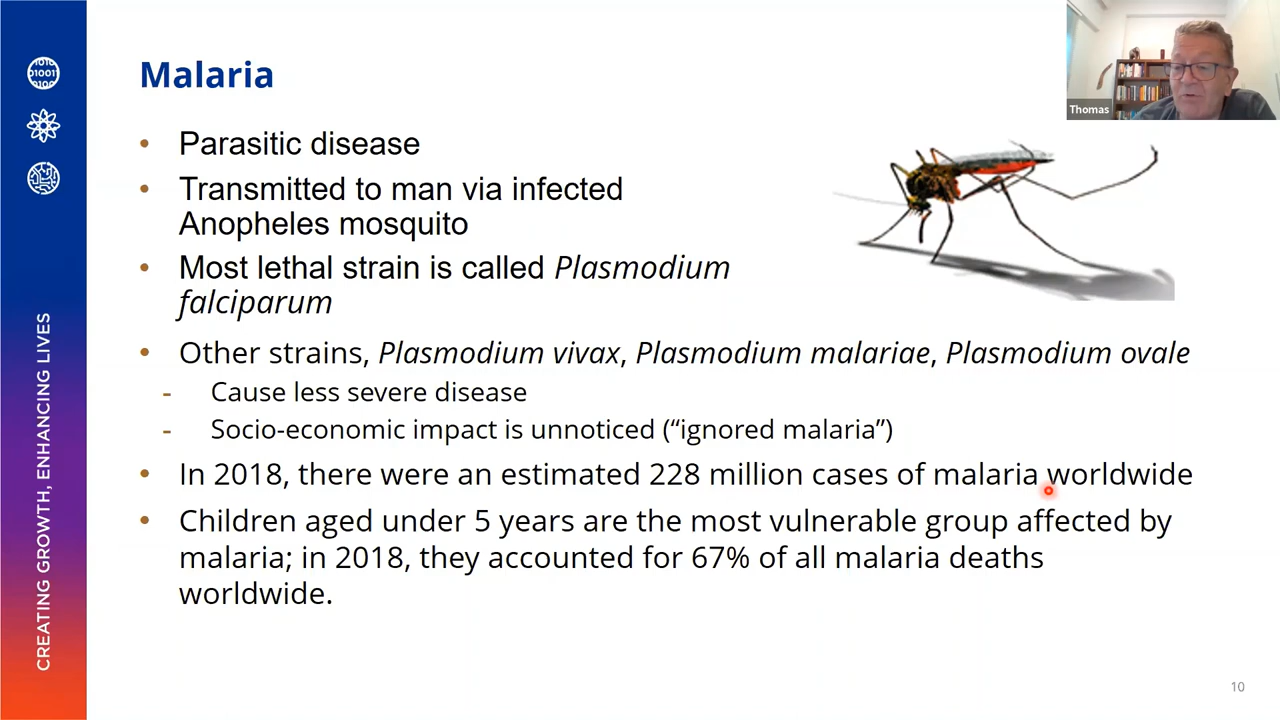 Malaria
Thomas
• Parasitic disease
• Transmitted to man via infected
Anopheles mosquito
• Most lethal strain is called Plasmodium
falciparum
• Other strains, Plasmodium vivax, Plasmodium malariae, Plasmodium ovale
- Cause less severe disease
- Socio-economic impact is unnoticed (“ignored malaria”)
• In 2018, there were an estimated 228 million cases of malaria worldwide
• Children aged under 5 years are the most vulnerable group affected by
malaria; in 2018, they accounted for 67% of all malaria deaths
worldwide.
CREATING GROWTH, ENHANCING LIVES
10